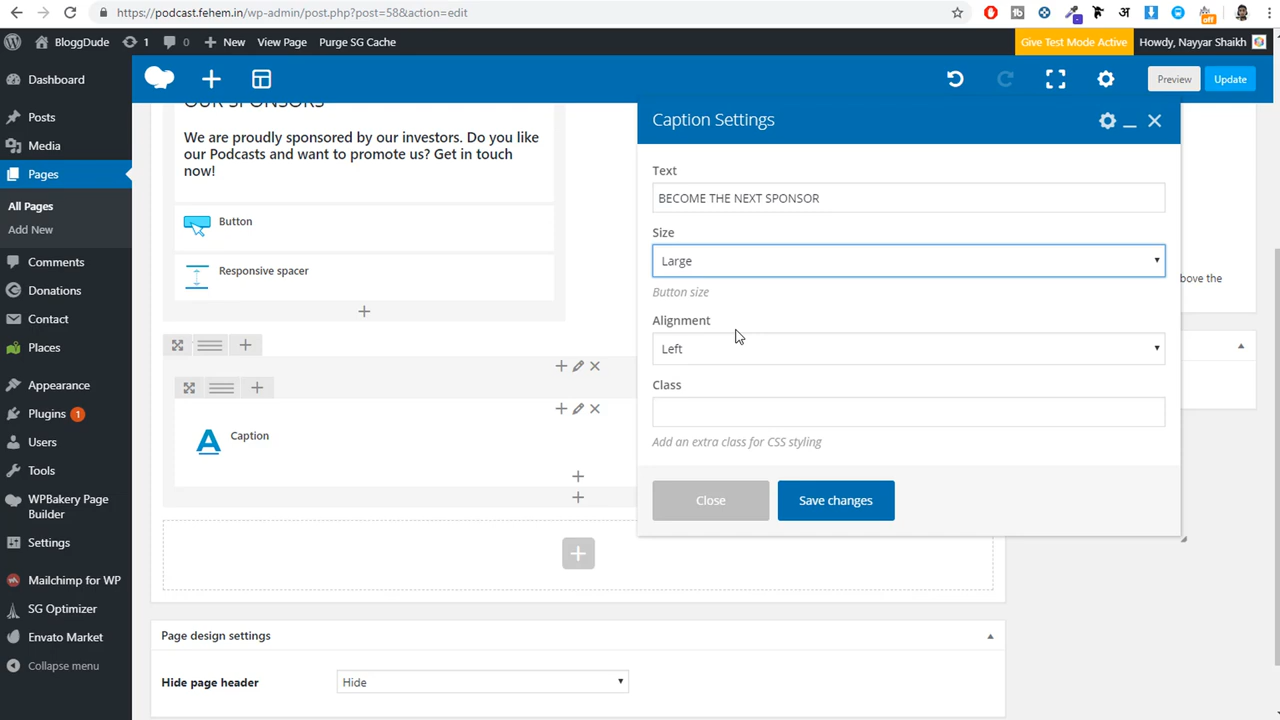 https://podcast.fehem.in/wp-admin/post.php?post=58&action=edit
BloggDude
1
0
New
View Page
Purge SG Cache
Give Test Mode Active
Howdy, Nayyar Shaikh
Dashboard
Posts
Media
Pages
All Pages
Add New
Comments
Donations
Contact
Places
Appearance
Plugins 1
Users
Tools
WPBakery Page
Builder
Settings
Mailchimp for WP
SG Optimizer
Envato Market
Collapse menu
Preview
Update
OUR SPONSORS
We are proudly sponsored by our investors. Do you like
our Podcasts and want to promote us? Get in touch
now!
Button
Responsive spacer
Caption
Caption Settings
Text
BECOME THE NEXT SPONSOR
Size
Large
Button size
Alignment
Left
Class
Add an extra class for CSS styling
Close
Save changes
bove the
Page design settings
Hide page header
Hide